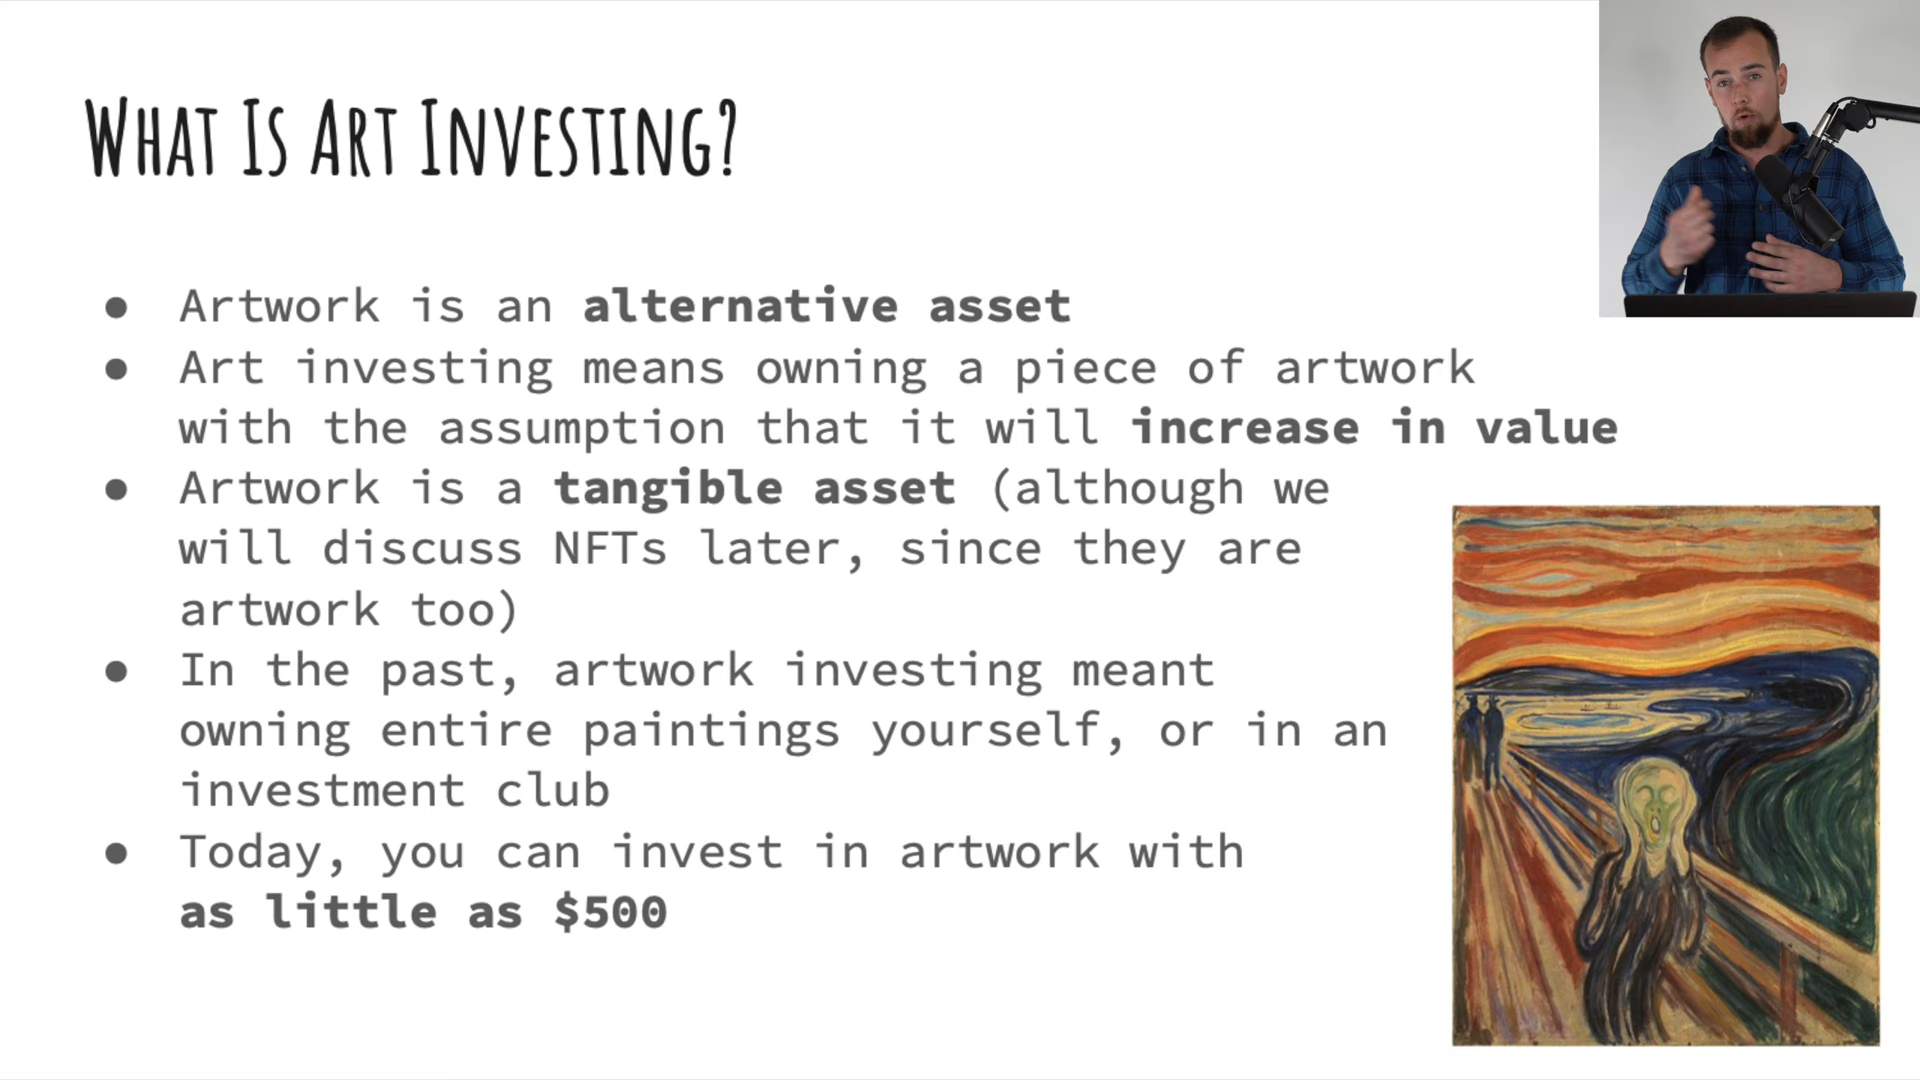 What Is Art Investing?
● Artwork is an alternative asset
● Art investing means owning a piece of artwork
with the assumption that it will increase in value
● Artwork is a tangible asset (although we
will discuss NFTs later, since they are
artwork too)
● In the past, artwork investing meant
owning entire paintings yourself, or in an
investment club
● Today, you can invest in artwork with
as little as $500